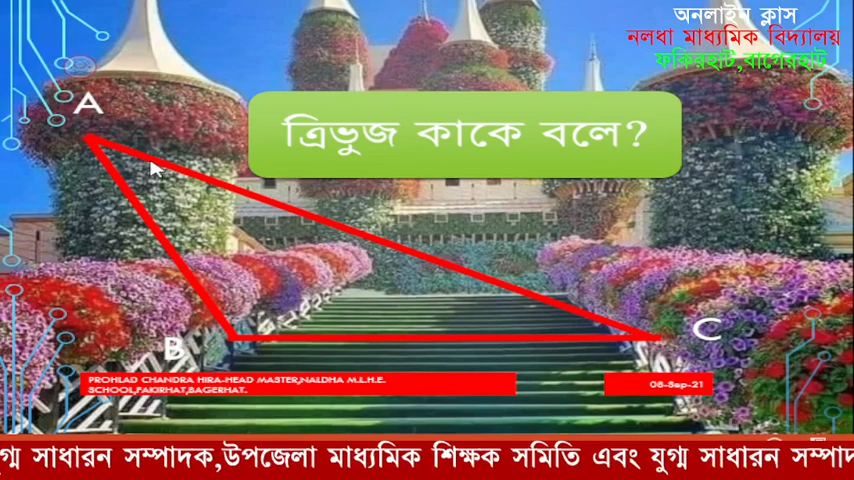 অনলাইন ক্লাস
নলধা মাধ্যমিক বিদ্যালয়
ফকিরহাট,বাগেরহাট
A
ত্রিভুজ কাকে বলে?
B
C
PROHLAD CHANDRA HIRA-HEAD MASTER,NALDHA M.L.H.E.
SCHOOL,FAKIRHAT,BAGERHAT.
08-Sep-21
সাধারন সম্পাদক,উপজেলা মাধ্যমিক শিক্ষক সমিতি এবং যুগ্ম সাধারন